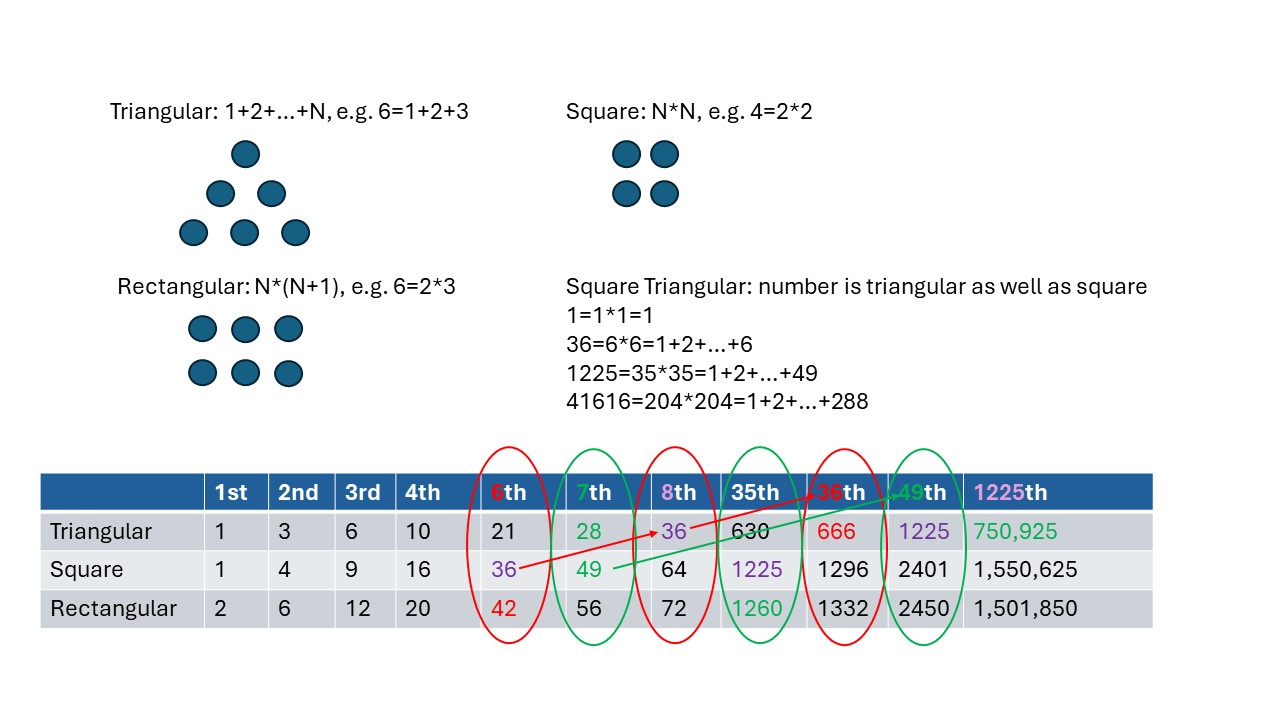 Triangular: 1+2+...+N, e.g. 6=1+2+3
Square: N*N, e.g. 4=2*2
Rectangular: N*(N+1), e.g. 6=2*3
Square Triangular: number is triangular as well as square
1=1*1=1
36=6*6=1+2+...+6
1225=35*35=1+2+...+49
41616=204*204=1+2+...+288
1st 2nd 3rd 4th 6th 7th 8th 35th 36th 49th 1225th
Triangular 1 3 6 10 21 28 36 630 666 1225 750,925
Square 1 4 9 16 36 49 64 1225 1296 2401 1,550,625
Rectangular 2 6 12 20 42 56 72 1260 1332 2450 1,501,850